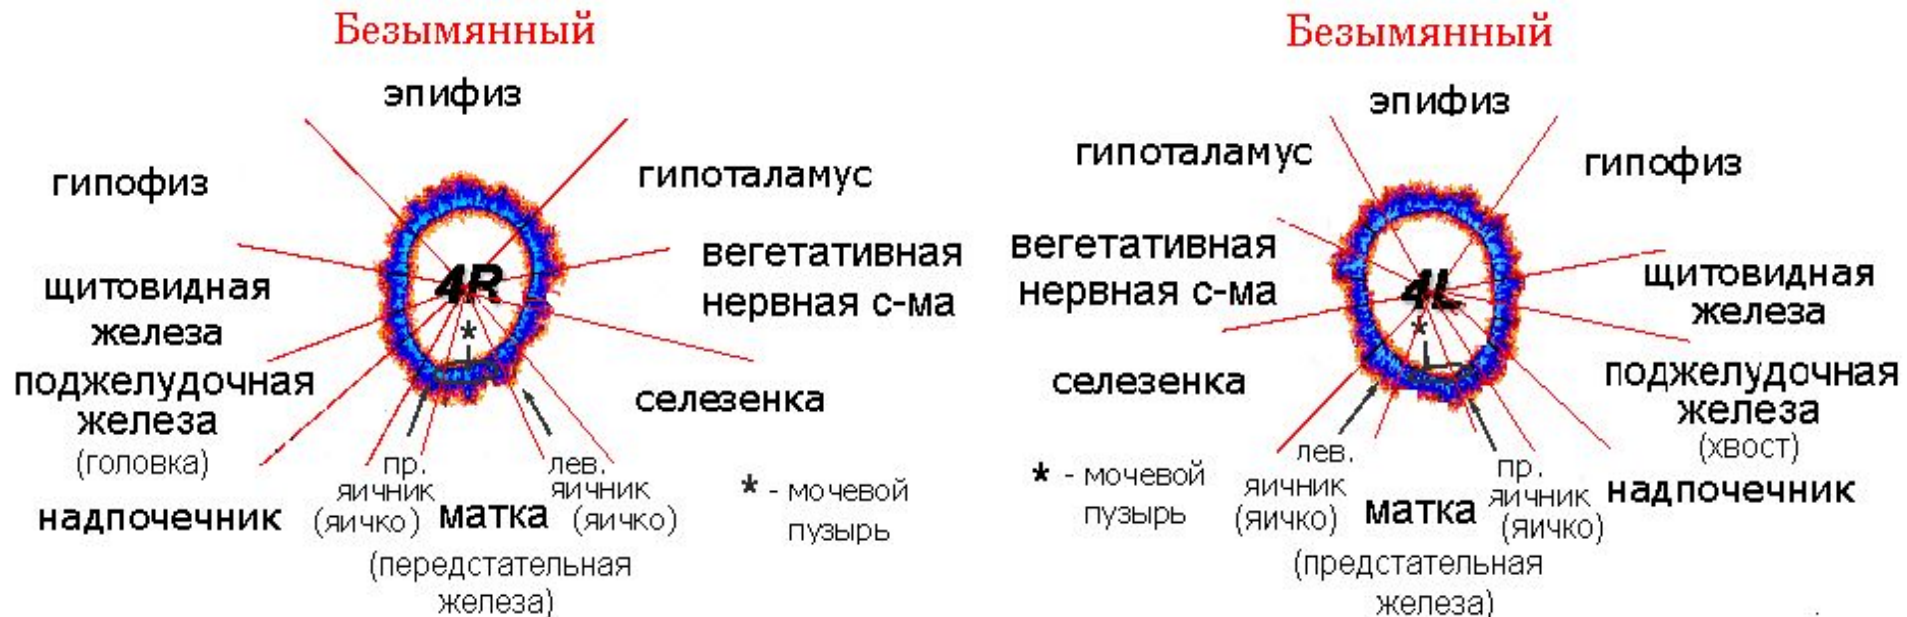 Безымянный
эпифиз
гипофиз
гипоталамус
вегетативная
нервная с-ма
щитовидная
железа
4R
*
поджелудочная
железа
(головка)
селезенка
надпочечник
пр.
яичник
(яичко)
матка
(передстательная
железа)
лев.
яичник
(яичко)
* - мочевой
пузырь
Безымянный
эпифиз
гипоталамус
гипофиз
вегетативная
нервная с-ма
щитовидная
железа
4L
*
селезенка
поджелудочная
железа
(хвост)
* - мочевой
пузырь
лев.
яичник
(яичко)
матка
(предстательная
железа)
пр.
яичник
(яичко)
надпочечник